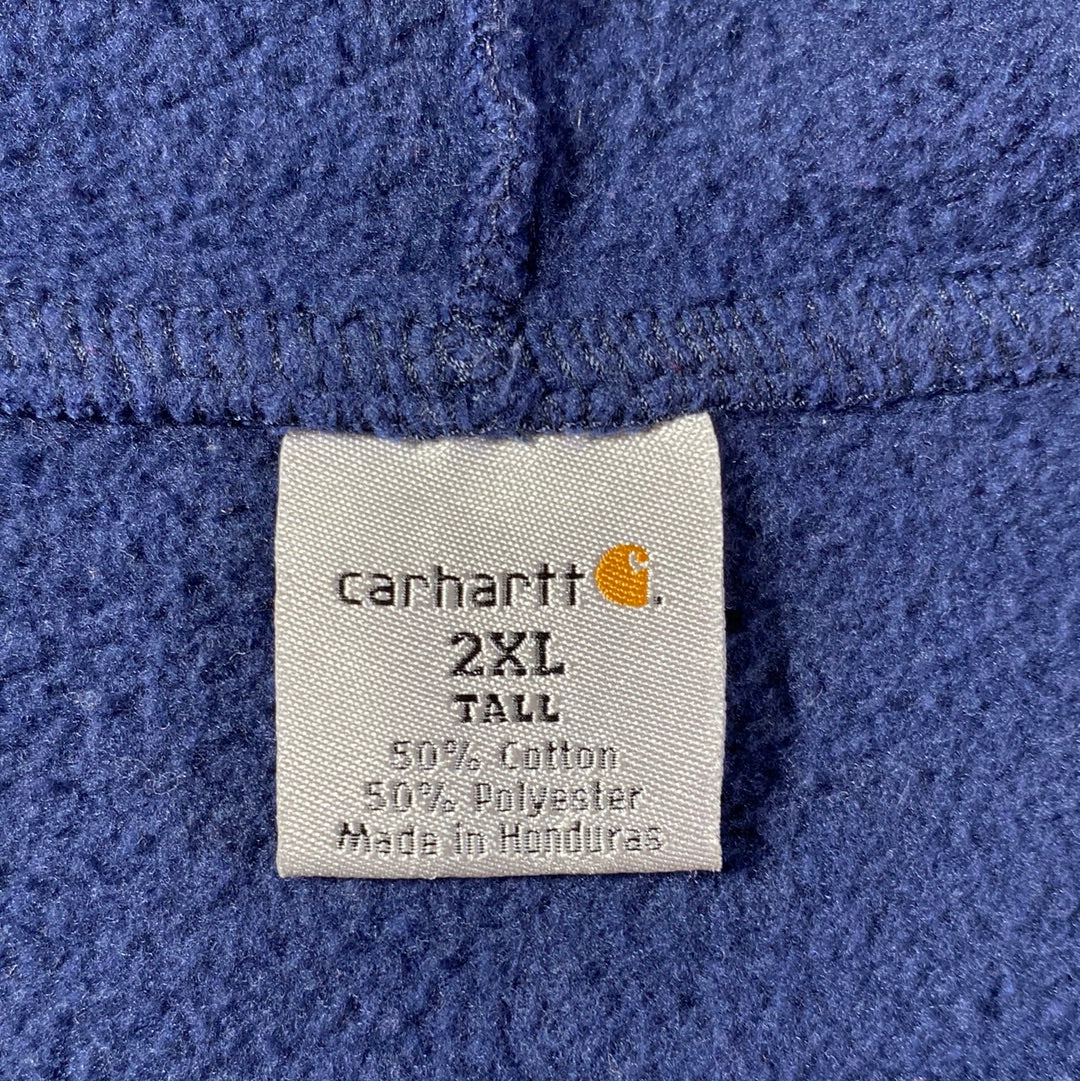 carhartt.
2XL
TALL
50% Cotton
50% Polyester
Made in Honduras